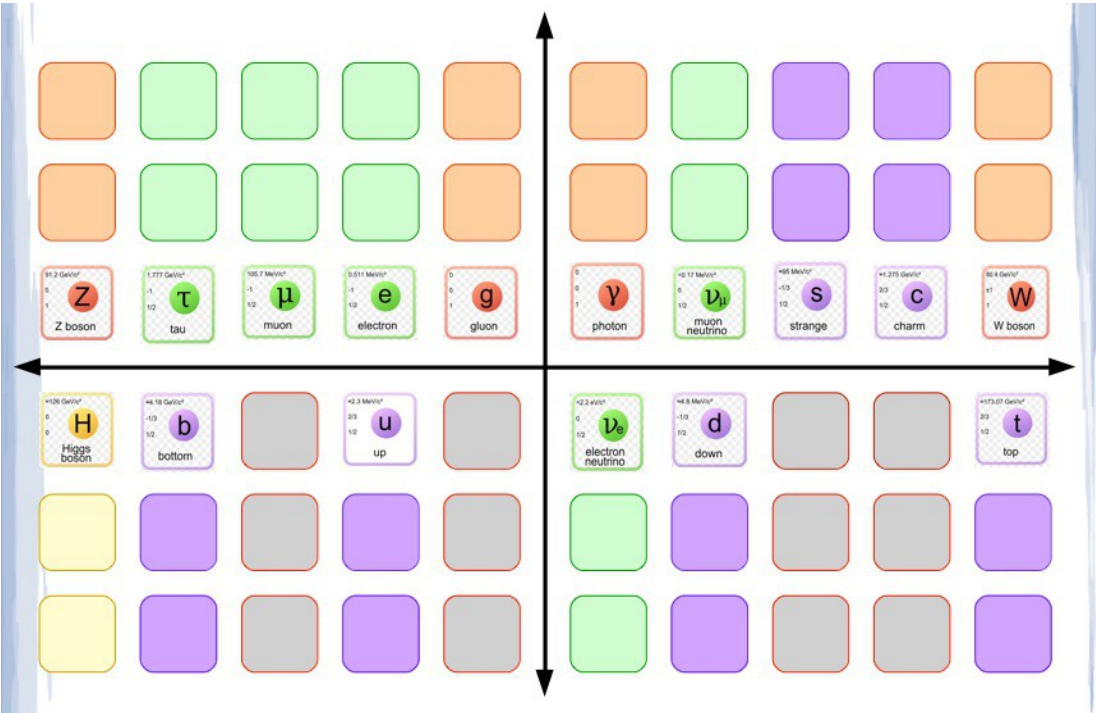 91.2 GeV/c²
0
1
Z
Z boson
1.777 GeV/c²
-1
1/2
τ
tau
105.7 MeV/c²
-1
1/2
μ
muon
0.511 MeV/c²
-1
1/2
e
electron
0
0
1
g
gluon
0
0
1
γ
photon
<0.17 MeV/c²
0
1/2
νμ
muon
neutrino
≈95 MeV/c²
-1/3
1/2
s
strange
≈1.275 GeV/c²
2/3
1/2
c
charm
80.4 GeV/c²
±1
1
W
W boson
≈126 GeV/c²
0
0
H
Higgs
boson
≈4.18 GeV/c²
-1/3
1/2
b
bottom
≈2.3 MeV/c²
2/3
1/2
u
up
<2.2 eV/c²
0
1/2
νe
electron
neutrino
≈4.8 MeV/c²
-1/3
1/2
d
down
≈173.07 GeV/c²
2/3
1/2
t
top